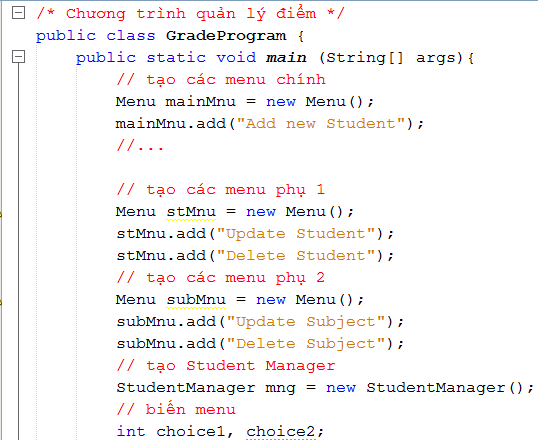 /* Chương trình quản lý điểm */
public class GradeProgram {
public static void main (String[] args){
// tạo các menu chính
Menu mainMnu = new Menu();
mainMnu.add("Add new Student");
//...
// tạo các menu phụ 1
Menu stMnu = new Menu();
stMnu.add("Update Student");
stMnu.add("Delete Student");
// tạo các menu phụ 2
Menu subMnu = new Menu();
subMnu.add("Update Subject");
subMnu.add("Delete Subject");
// tạo Student Manager
StudentManager mng = new StudentManager();
// biến menu
int choice1, choice2;